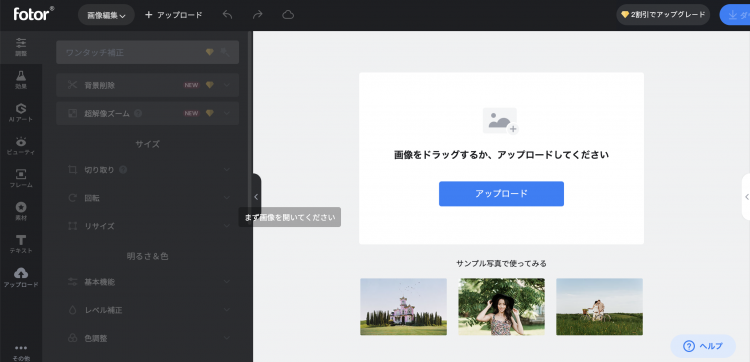 fotor®
画像編集
+ アップロード
2割引でアップグレード
調整
効果
AI アート
ビューティ
フレーム
素材
テキスト
アップロード
その他
ワンタッチ補正
背景削除 NEW
超解像ズーム NEW
サイズ
切り取り
回転
リサイズ
明るさ&色
基本機能
レベル補正
色調整
まず画像を開いてください
画像をドラッグするか、アップロードしてください
アップロード
サンプル写真で使ってみる
ヘルプ